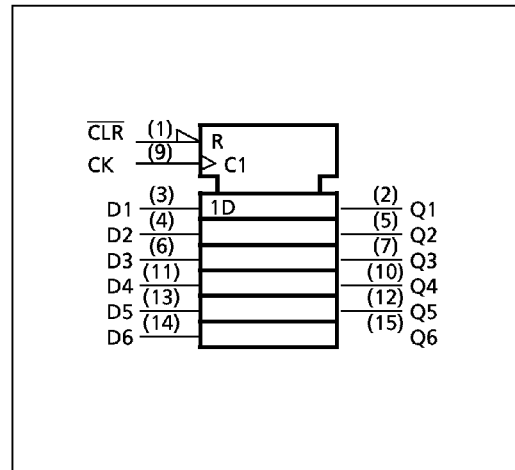 C̅L̅R̅ (1) R
CK (9) C1
D1 (3) 1D (2) Q1
D2 (4) (5) Q2
D3 (6) (7) Q3
D4 (11) (10) Q4
D5 (13) (12) Q5
D6 (14) (15) Q6